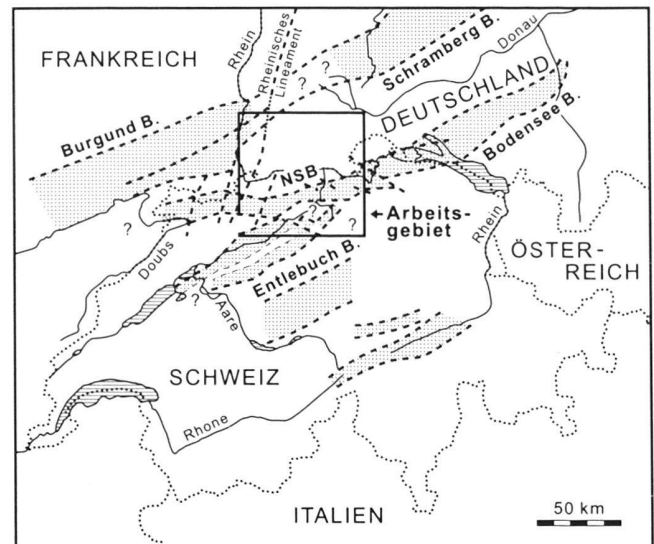 FRANKREICH
Rhein
Rheinisches
Lineament
?
?
?
Schramberg B.
Donau
DEUTSCHLAND
Burgund B.
Bodensee B.
NSB
?
?
?
Arbeits-
gebiet
Rhein
ÖSTER-
REICH
Doubs
Entlebuch B.
?
Aare
SCHWEIZ
Rhone
ITALIEN
50 km